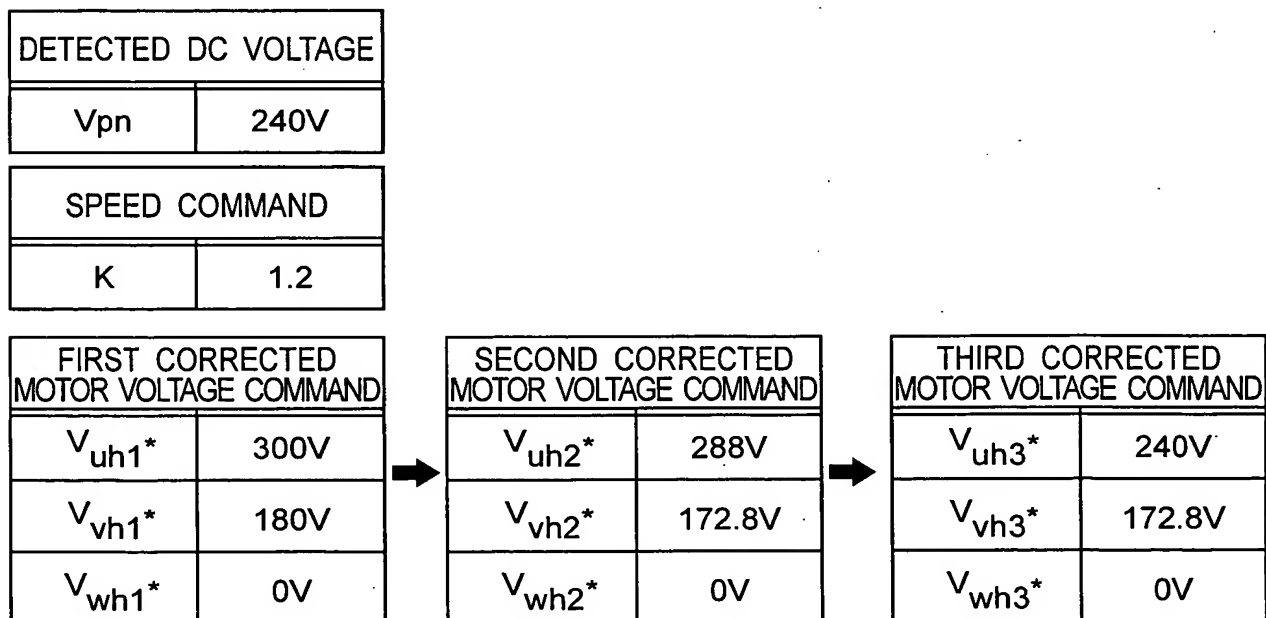 DETECTED DC VOLTAGE
Vpn 240V
SPEED COMMAND
K 1.2
FIRST CORRECTED
MOTOR VOLTAGE COMMAND
Vuh1* 300V
Vvh1* 180V
Vwh1* 0V
SECOND CORRECTED
MOTOR VOLTAGE COMMAND
Vuh2* 288V
Vvh2* 172.8V
Vwh2* 0V
THIRD CORRECTED
MOTOR VOLTAGE COMMAND
Vuh3* 240V
Vvh3* 172.8V
Vwh3* 0V